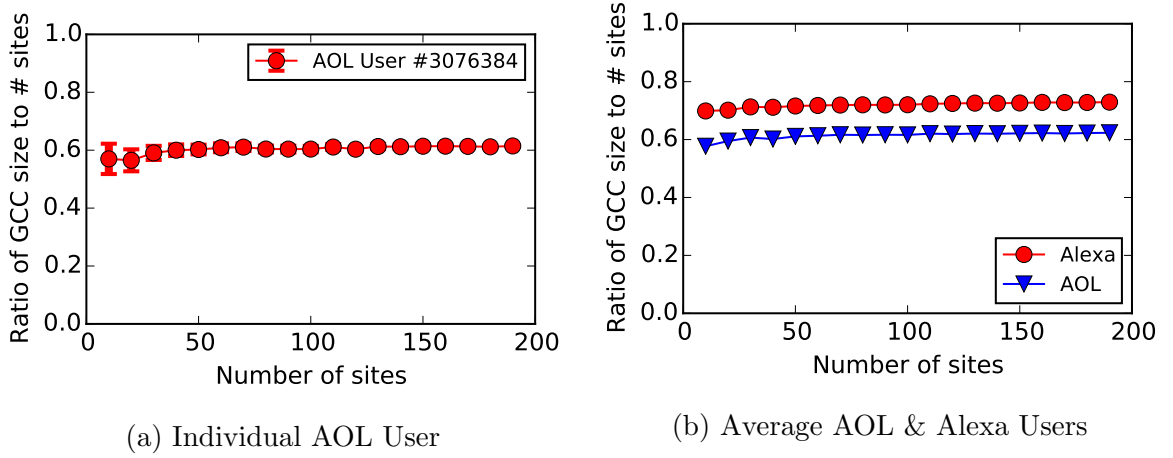 1.0
0.8
0.6
0.4
0.2
0.0
Ratio of GCC size to # sites
AOL User #3076384
0 50 100 150 200
Number of sites
(a) Individual AOL User
1.0
0.8
0.6
0.4
0.2
0.0
Ratio of GCC size to # sites
Alexa
AOL
0 50 100 150 200
Number of sites
(b) Average AOL & Alexa Users